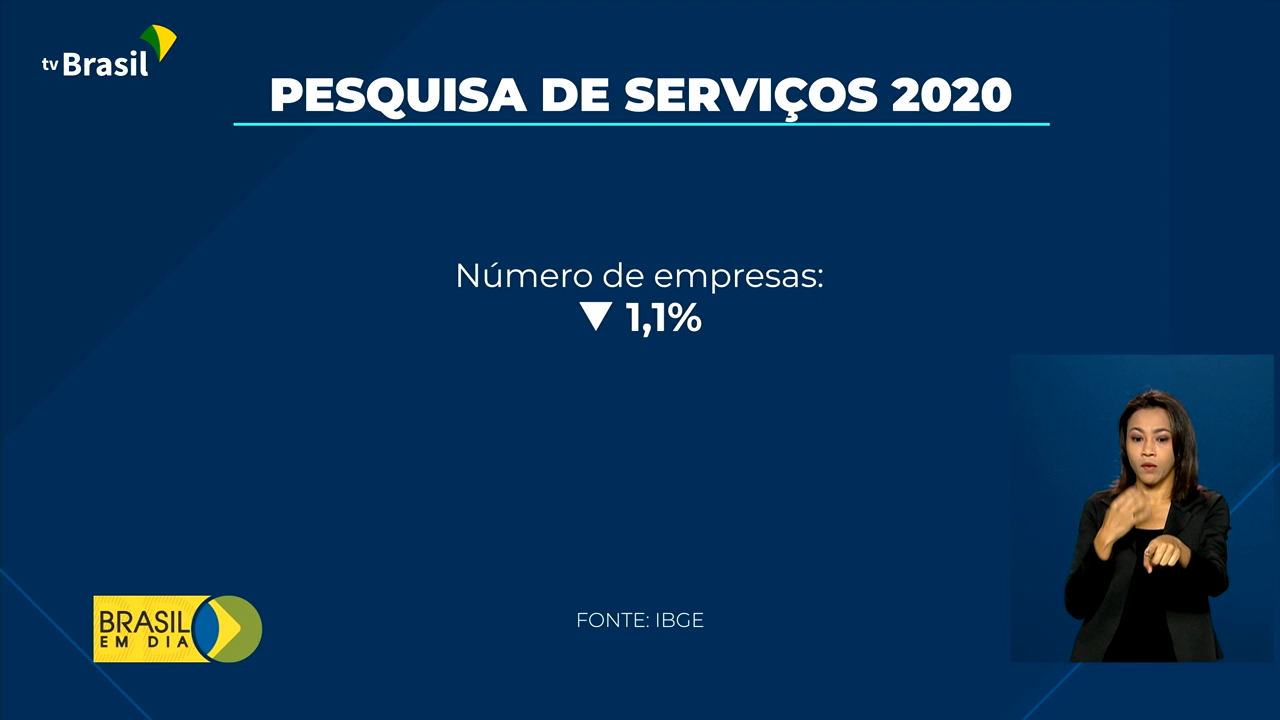 tv Brasil
PESQUISA DE SERVIÇOS 2020
Número de empresas:
▼ 1,1%
BRASIL
EM DIA
FONTE: IBGE